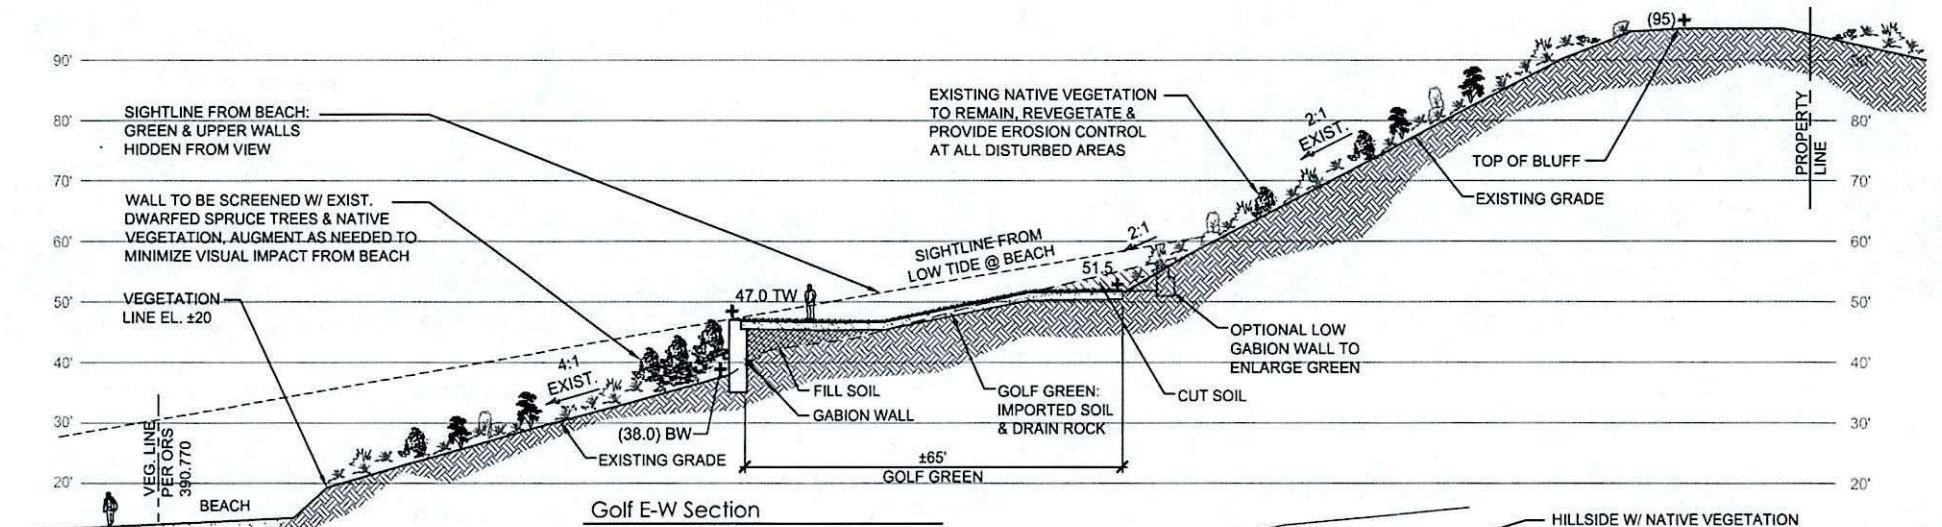 (95)
90'
80'
70'
60'
50'
40'
30'
20'
SIGHTLINE FROM BEACH:
GREEN & UPPER WALLS
HIDDEN FROM VIEW
WALL TO BE SCREENED W/ EXIST.
DWARFED SPRUCE TREES & NATIVE
VEGETATION, AUGMENT AS NEEDED TO
MINIMIZE VISUAL IMPACT FROM BEACH
VEGETATION
LINE EL. ±20
VEG. LINE
PER ORS
390.770
BEACH
4:1
EXIST.
(38.0) BW
EXISTING GRADE
47.0 TW
FILL SOIL
GABION WALL
±65'
GOLF GREEN
GOLF GREEN:
IMPORTED SOIL
& DRAIN ROCK
CUT SOIL
SIGHTLINE FROM
LOW TIDE @ BEACH
2:1
51.5
EXISTING NATIVE VEGETATION
TO REMAIN, REVEGETATE &
PROVIDE EROSION CONTROL
AT ALL DISTURBED AREAS
2:1
EXIST.
OPTIONAL LOW
GABION WALL TO
ENLARGE GREEN
TOP OF BLUFF
EXISTING GRADE
PROPERTY
LINE
80'
70'
60'
50'
40'
30'
20'
Golf E-W Section
HILLSIDE W/ NATIVE VEGETATION